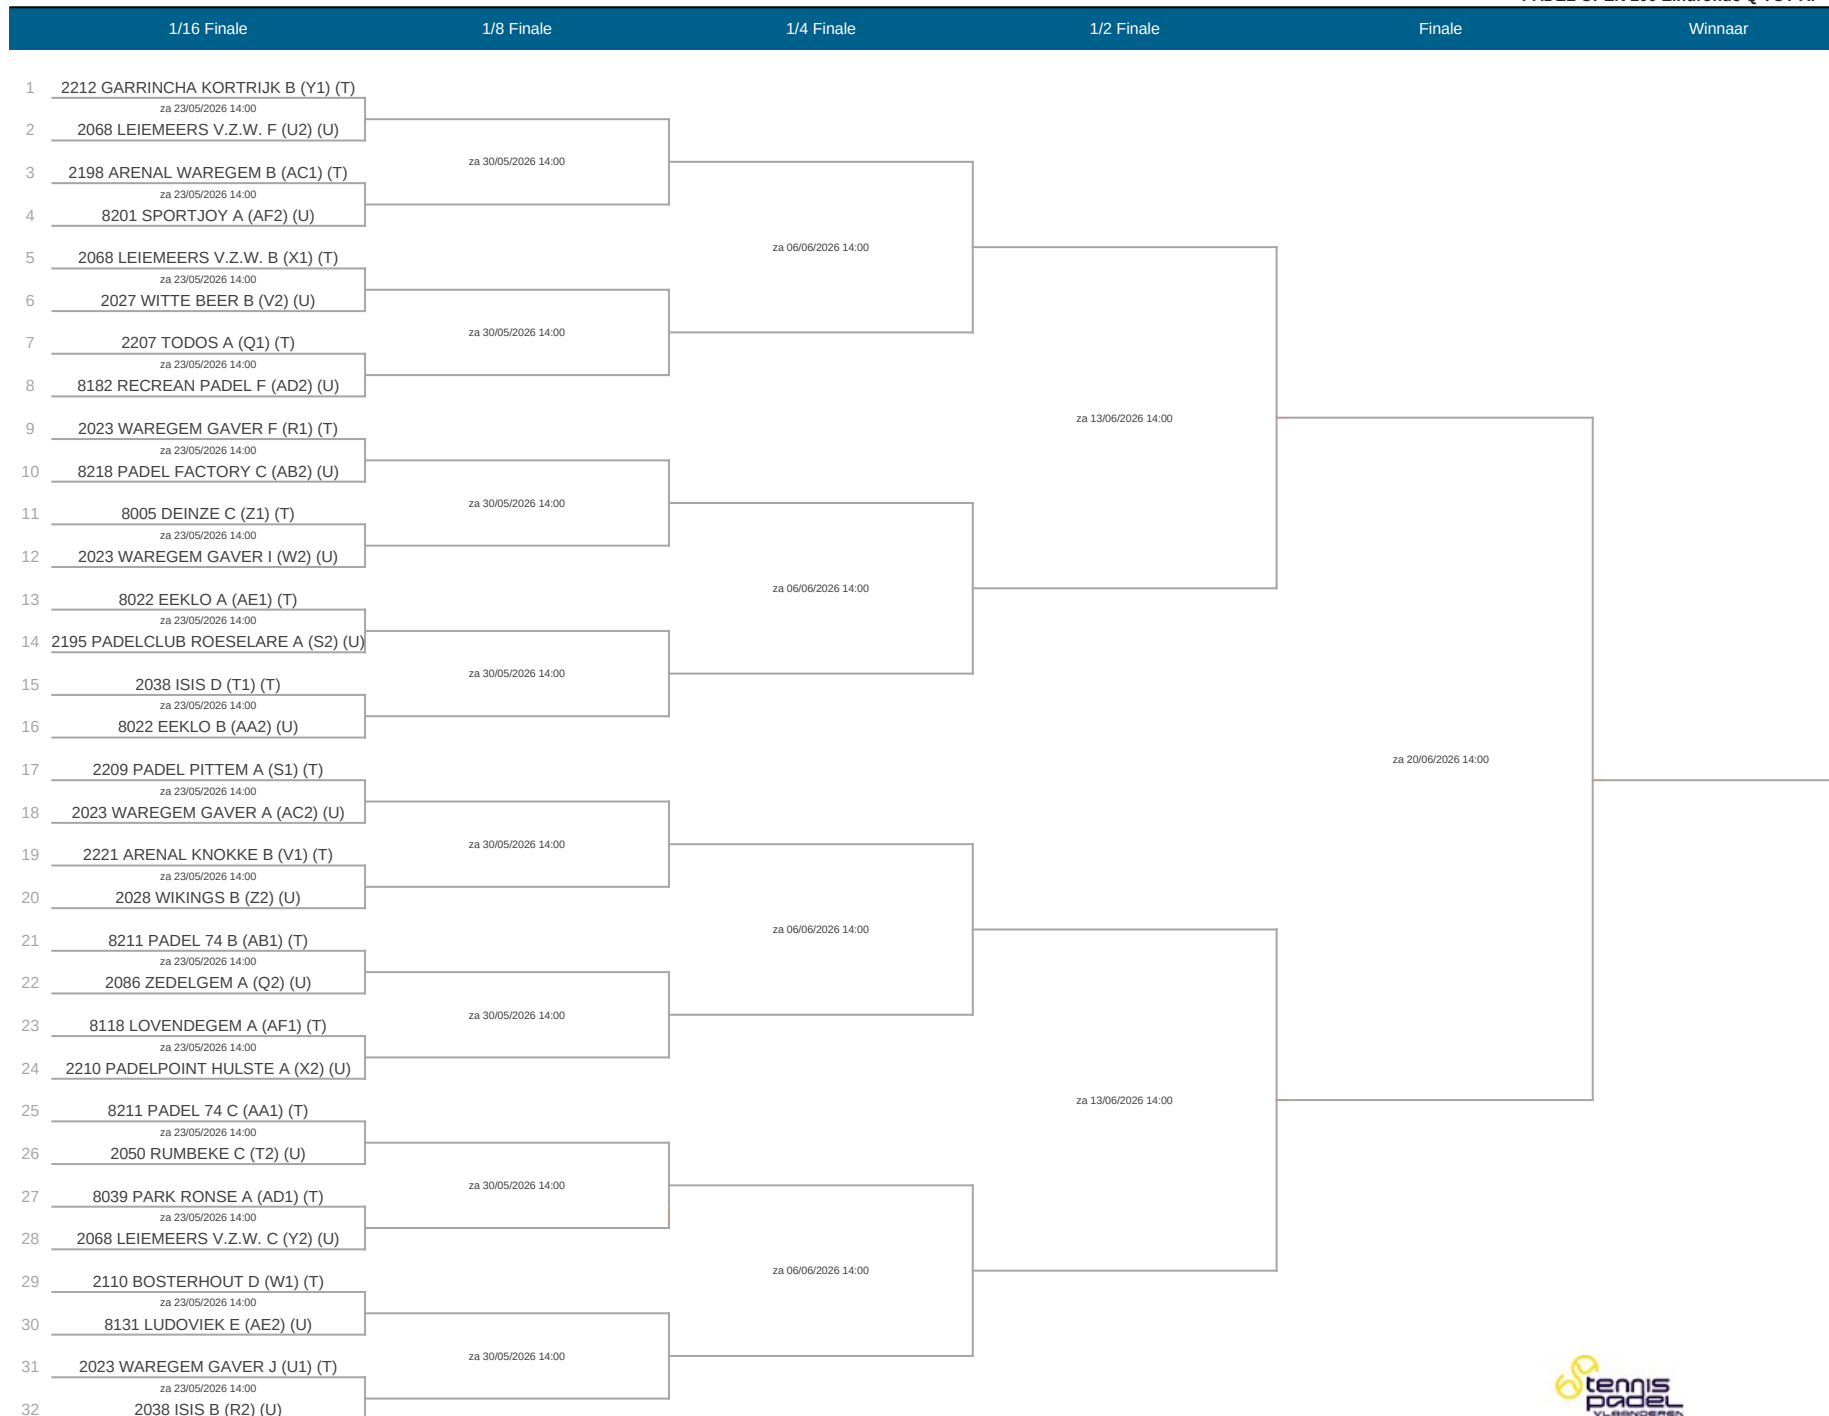 1/16 Finale 1/8 Finale 1/4 Finale 1/2 Finale Finale Winnaar
1 2212 GARRINCHA KORTRIJK B (Y1) (T)
za 23/05/2026 14:00
2 2068 LEIEMEERS V.Z.W. F (U2) (U)
za 30/05/2026 14:00
3 2198 ARENAL WAREGEM B (AC1) (T)
za 23/05/2026 14:00
4 8201 SPORTJOY A (AF2) (U)
za 06/06/2026 14:00
5 2068 LEIEMEERS V.Z.W. B (X1) (T)
za 23/05/2026 14:00
6 2027 WITTE BEER B (V2) (U)
za 30/05/2026 14:00
7 2207 TODOS A (Q1) (T)
za 23/05/2026 14:00
8 8182 RECREAN PADEL F (AD2) (U)
za 13/06/2026 14:00
9 2023 WAREGEM GAVER F (R1) (T)
za 23/05/2026 14:00
10 8218 PADEL FACTORY C (AB2) (U)
za 30/05/2026 14:00
11 8005 DEINZE C (Z1) (T)
za 23/05/2026 14:00
12 2023 WAREGEM GAVER I (W2) (U)
za 06/06/2026 14:00
13 8022 EEKLO A (AE1) (T)
za 23/05/2026 14:00
14 2195 PADELCLUB ROESELARE A (S2) (U)
za 30/05/2026 14:00
15 2038 ISIS D (T1) (T)
za 23/05/2026 14:00
16 8022 EEKLO B (AA2) (U)
za 20/06/2026 14:00
17 2209 PADEL PITTEM A (S1) (T)
za 23/05/2026 14:00
18 2023 WAREGEM GAVER A (AC2) (U)
za 30/05/2026 14:00
19 2221 ARENAL KNOKKE B (V1) (T)
za 23/05/2026 14:00
20 2028 WIKINGS B (Z2) (U)
za 06/06/2026 14:00
21 8211 PADEL 74 B (AB1) (T)
za 23/05/2026 14:00
22 2086 ZEDELGEM A (Q2) (U)
za 30/05/2026 14:00
23 8118 LOVENDEGEM A (AF1) (T)
za 23/05/2026 14:00
24 2210 PADELPOINT HULSTE A (X2) (U)
za 13/06/2026 14:00
25 8211 PADEL 74 C (AA1) (T)
za 23/05/2026 14:00
26 2050 RUMBEKE C (T2) (U)
za 30/05/2026 14:00
27 8039 PARK RONSE A (AD1) (T)
za 23/05/2026 14:00
28 2068 LEIEMEERS V.Z.W. C (Y2) (U)
za 06/06/2026 14:00
29 2110 BOSTERHOUT D (W1) (T)
za 23/05/2026 14:00
30 8131 LUDOVIEK E (AE2) (U)
za 30/05/2026 14:00
31 2023 WAREGEM GAVER J (U1) (T)
za 23/05/2026 14:00
32 2038 ISIS B (R2) (U)
tennis
padel
VLAANDEREN